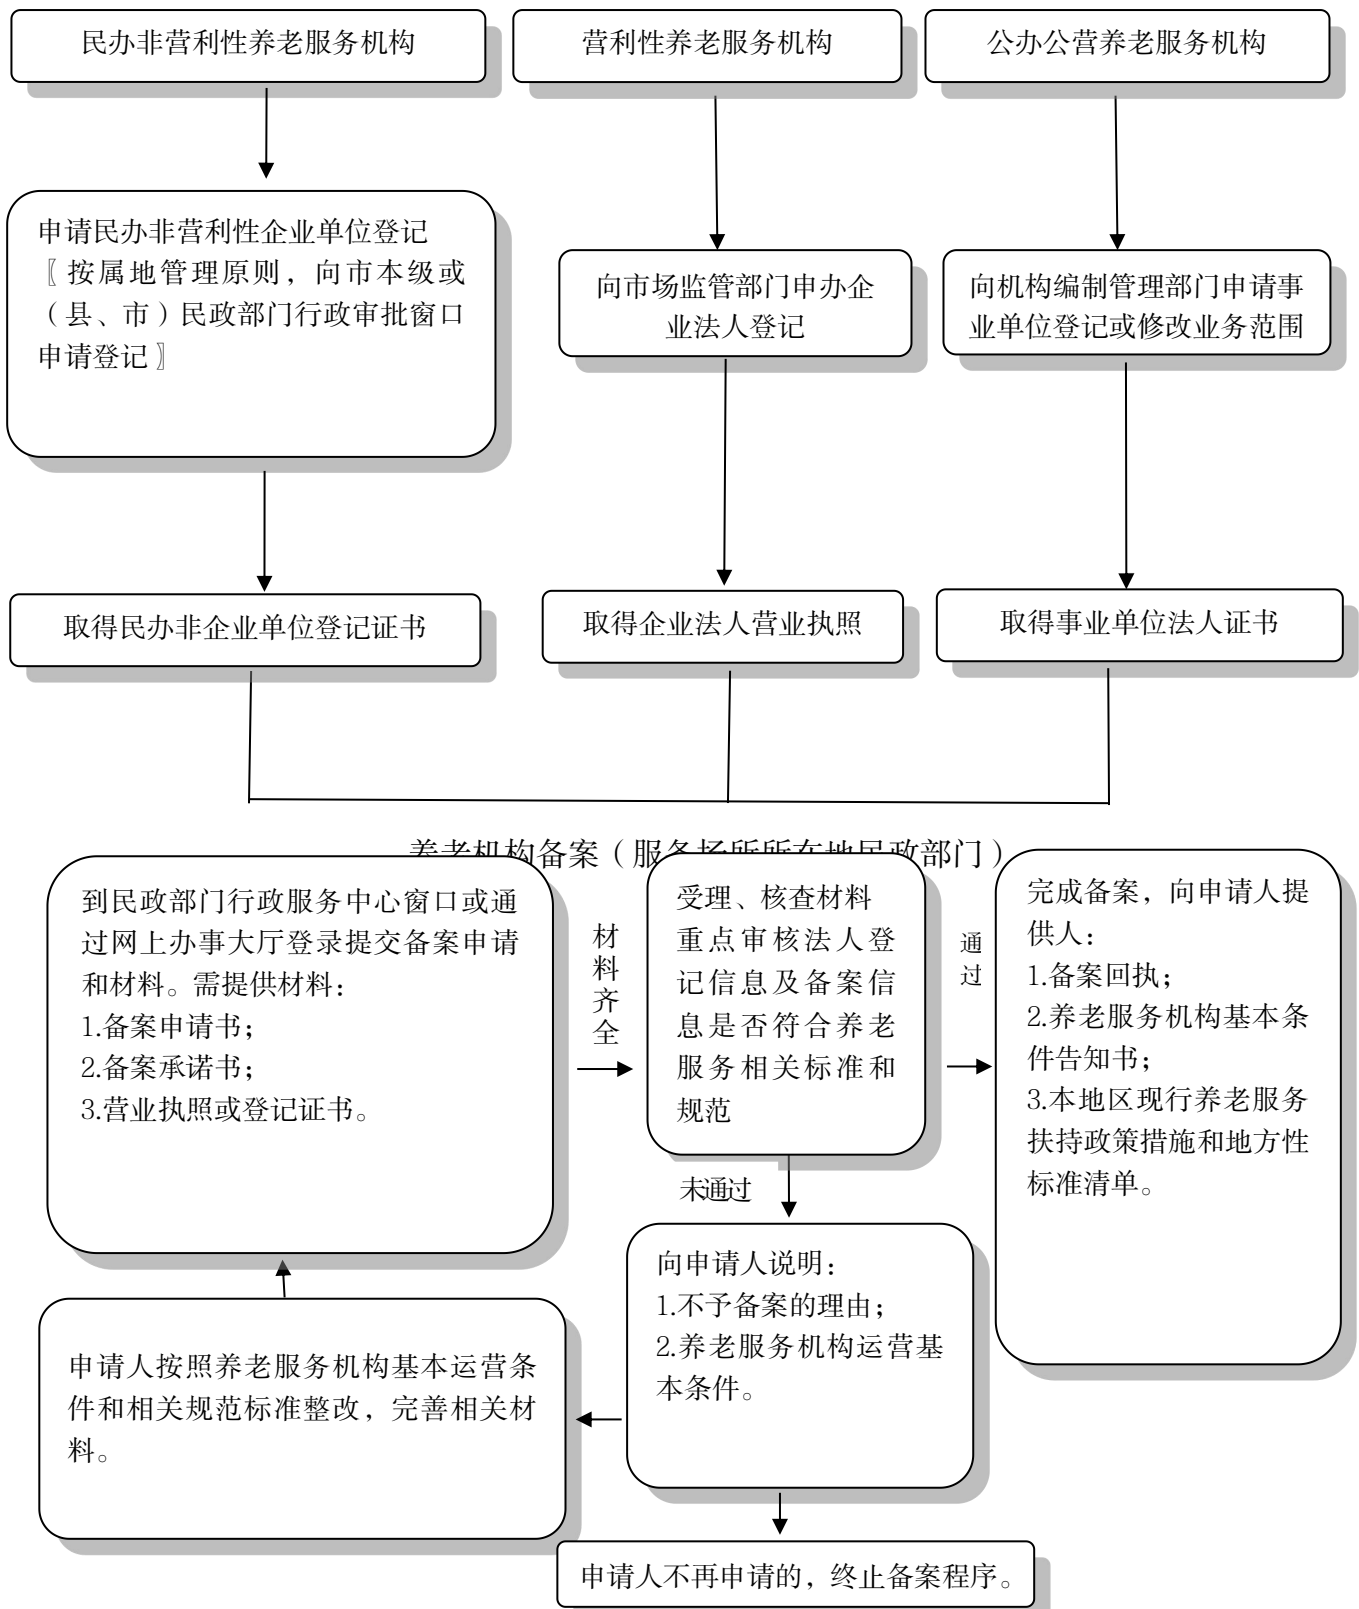 民办非营利性养老服务机构
营利性养老服务机构
公办公营养老服务机构
申请民办非营利性企业单位登记
〖按属地管理原则，向市本级或
（县、市）民政部门行政审批窗口
申请登记〗
向市场监管部门申办企
业法人登记
向机构编制管理部门申请事
业单位登记或修改业务范围
取得民办非企业单位登记证书
取得企业法人营业执照
取得事业单位法人证书
养老机构备案（服务场所所在地民政部门）
到民政部门行政服务中心窗口或通
过网上办事大厅登录提交备案申请
和材料。需提供材料：
1.备案申请书；
2.备案承诺书；
3.营业执照或登记证书。
材
料
齐
全
受理、核查材料
重点审核法人登
记信息及备案信
息是否符合养老
服务相关标准和
规范
通
过
完成备案，向申请人提
供人：
1.备案回执；
2.养老服务机构基本条
件告知书；
3.本地区现行养老服务
扶持政策措施和地方性
标准清单。
未通过
向申请人说明：
1.不予备案的理由；
2.养老服务机构运营基
本条件。
申请人按照养老服务机构基本运营条
件和相关规范标准整改，完善相关材
料。
申请人不再申请的，终止备案程序。